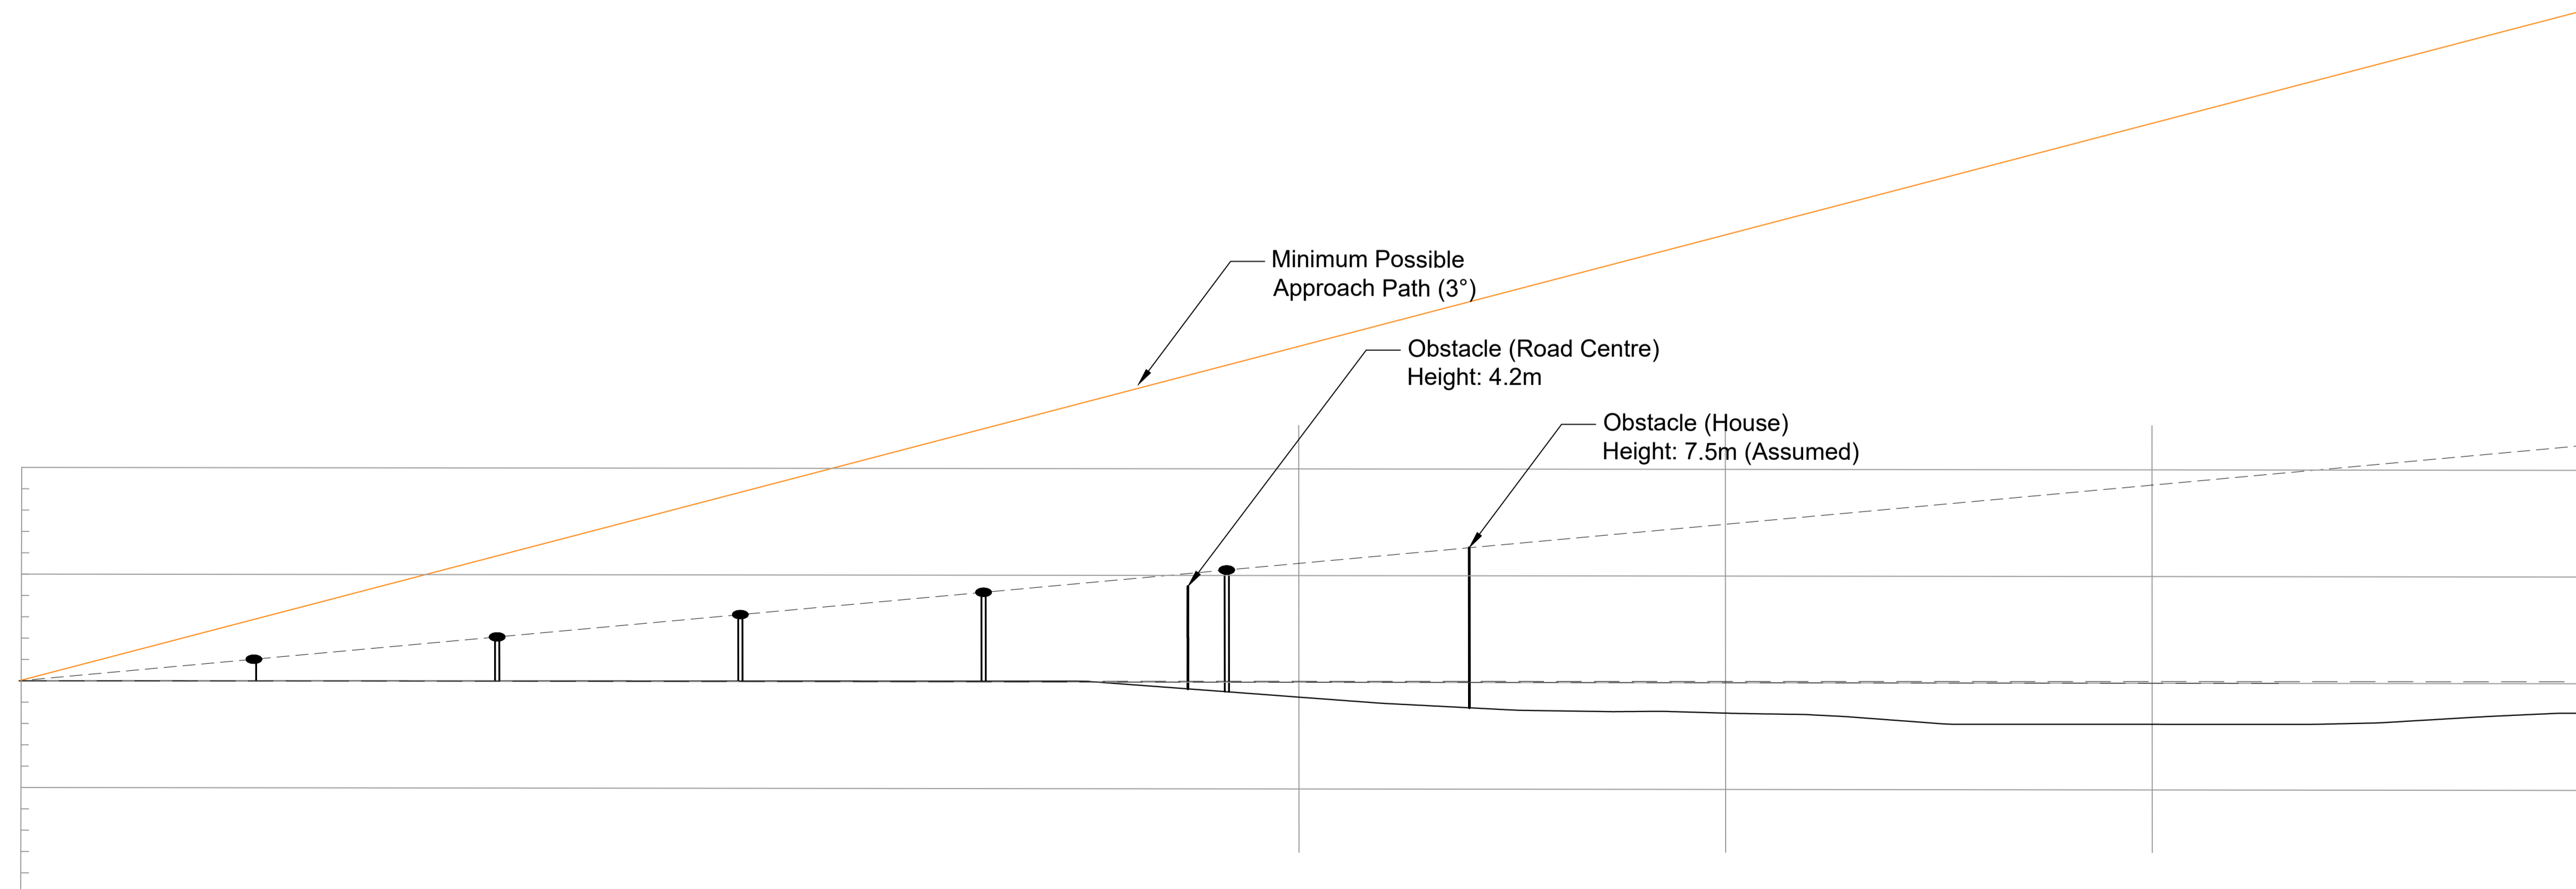 Minimum Possible
Approach Path (3°)
Obstacle (Road Centre)
Height: 4.2m
Obstacle (House)
Height: 7.5m (Assumed)